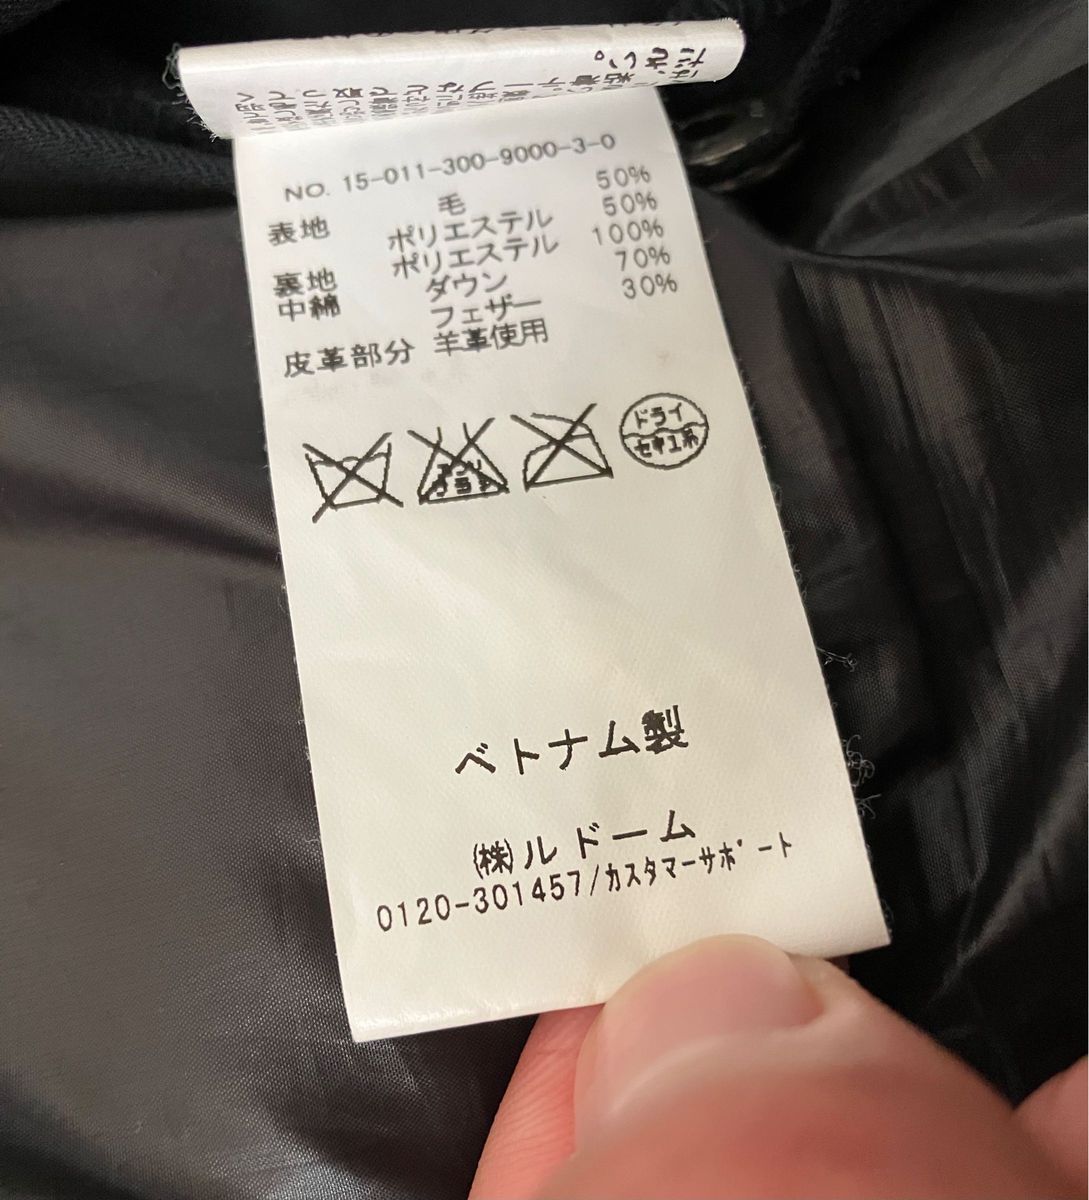 NO. 15-011-300-9000-3-0
表地 毛 50%
ポリエステル 50%
裏地 ポリエステル 100%
中綿 ダウン 70%
フェザー 30%
皮革部分 羊革使用
ドライ
セキユ系
ベトナム製
㈱ルドーム
0120-301457/カスタマーサポート